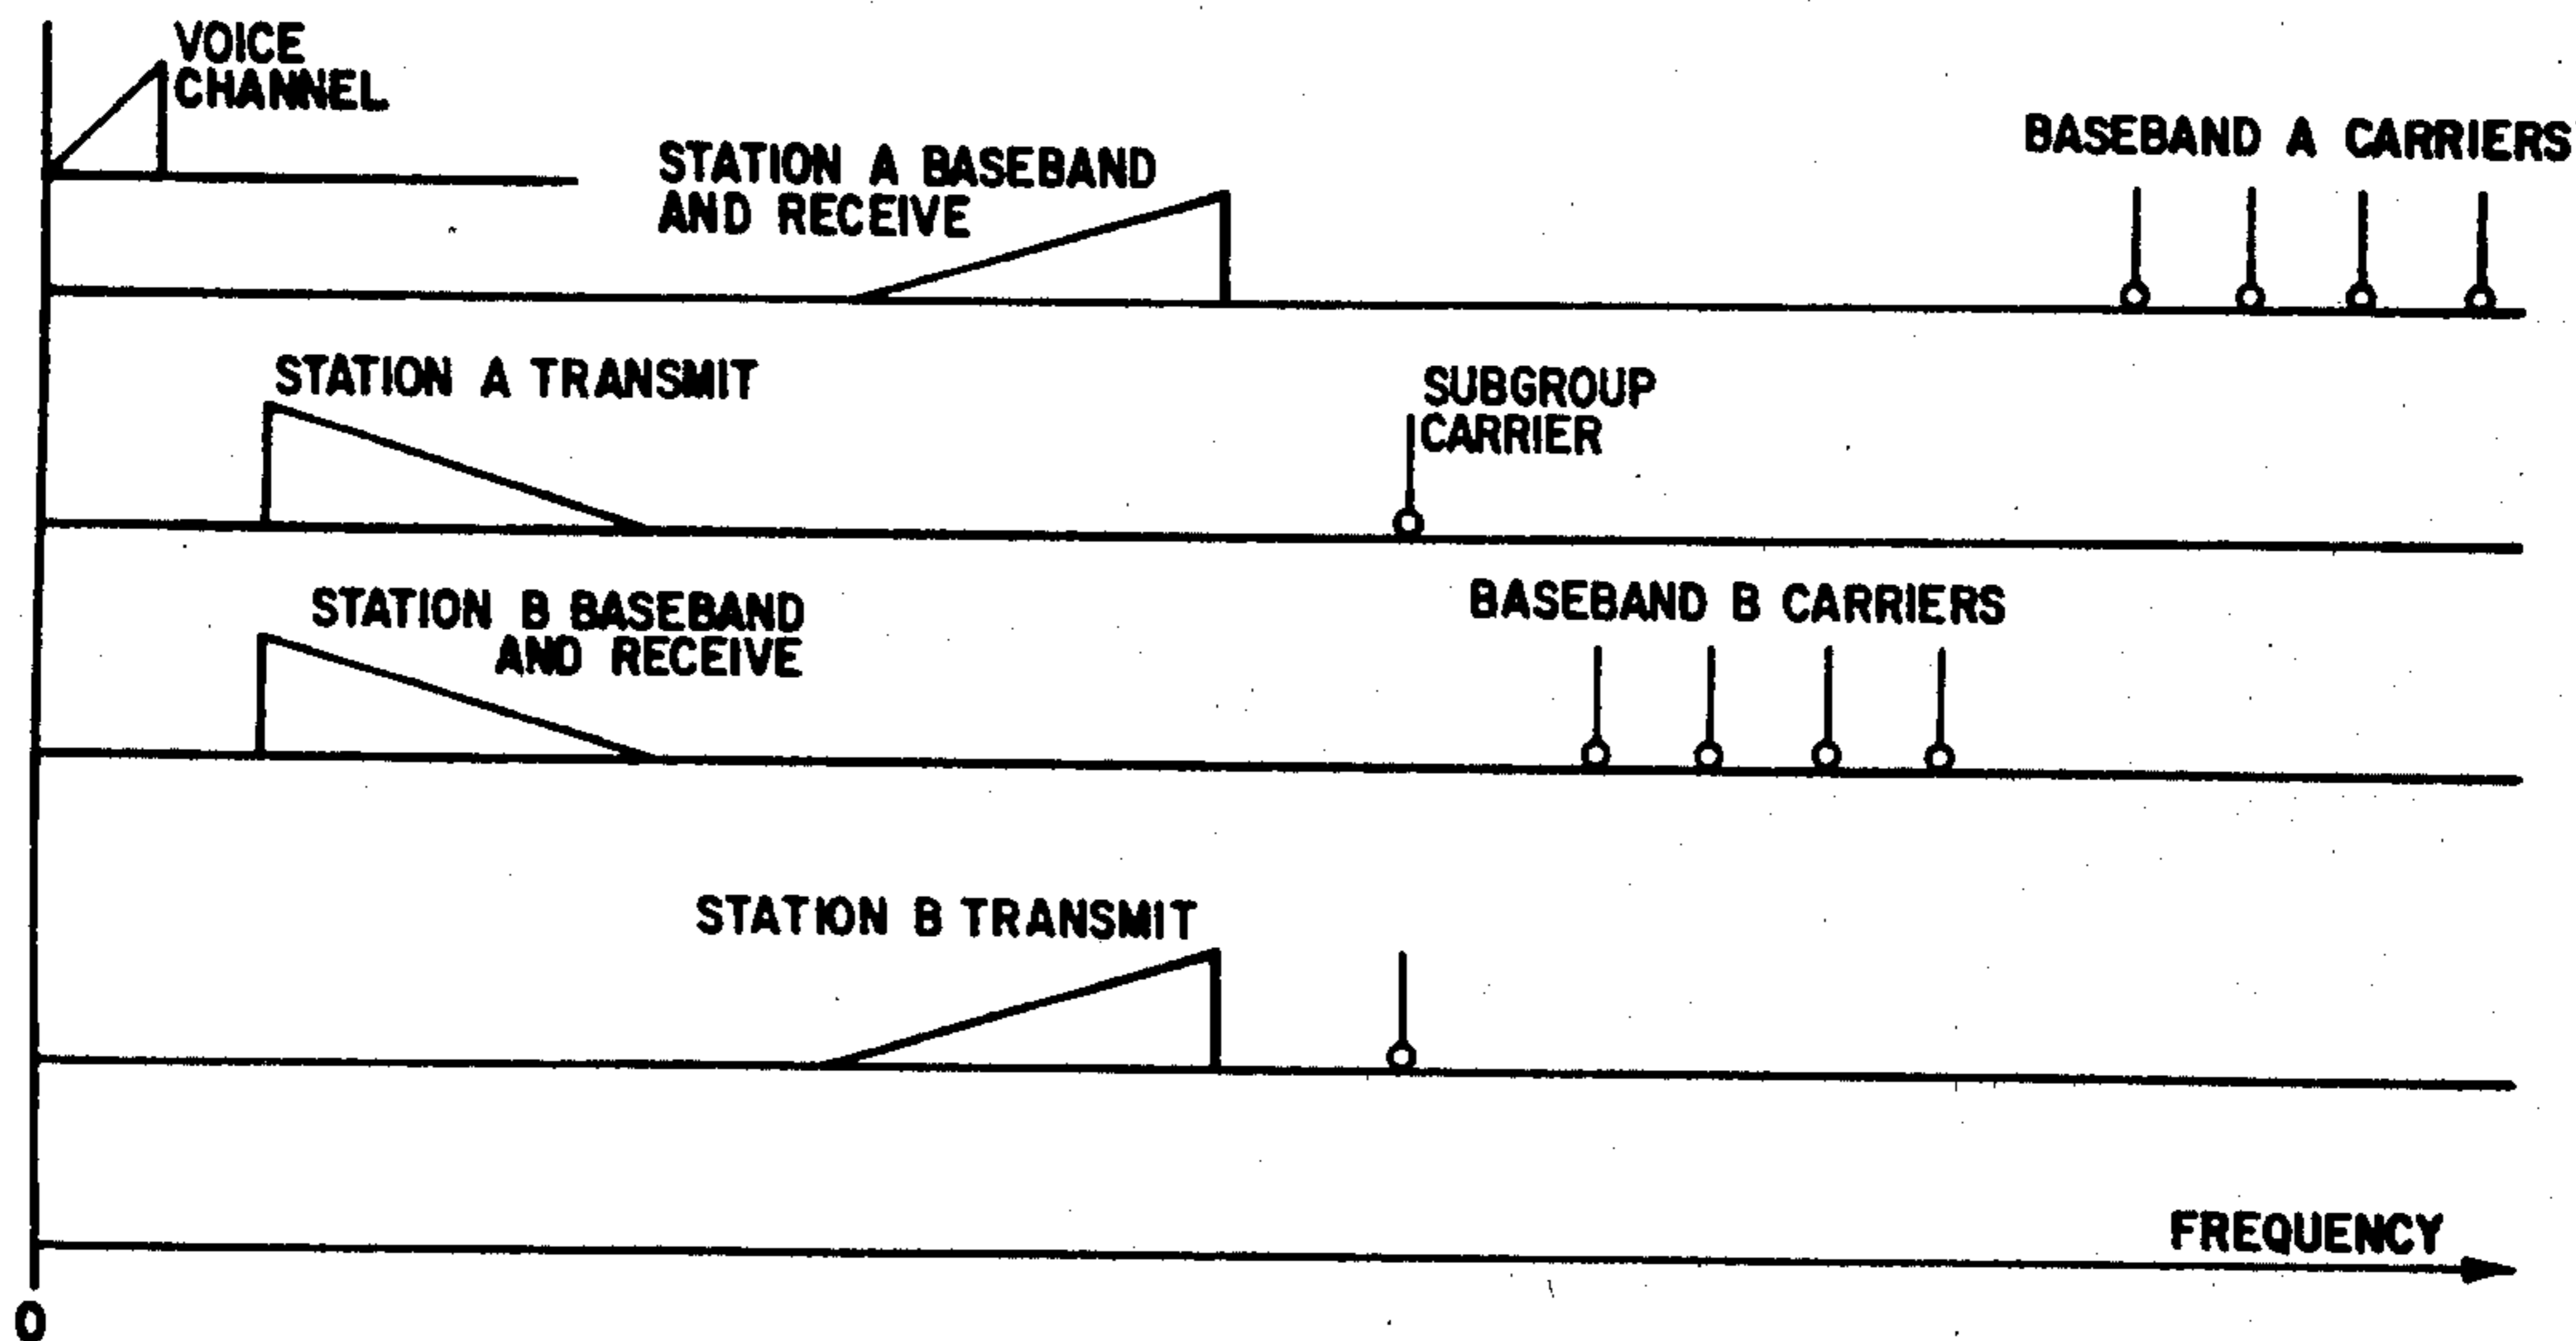 VOICE
CHANNEL
STATION A BASEBAND
AND RECEIVE
BASEBAND A CARRIERS
STATION A TRANSMIT
SUBGROUP
CARRIER
STATION B BASEBAND
AND RECEIVE
BASEBAND B CARRIERS
STATION B TRANSMIT
FREQUENCY
0